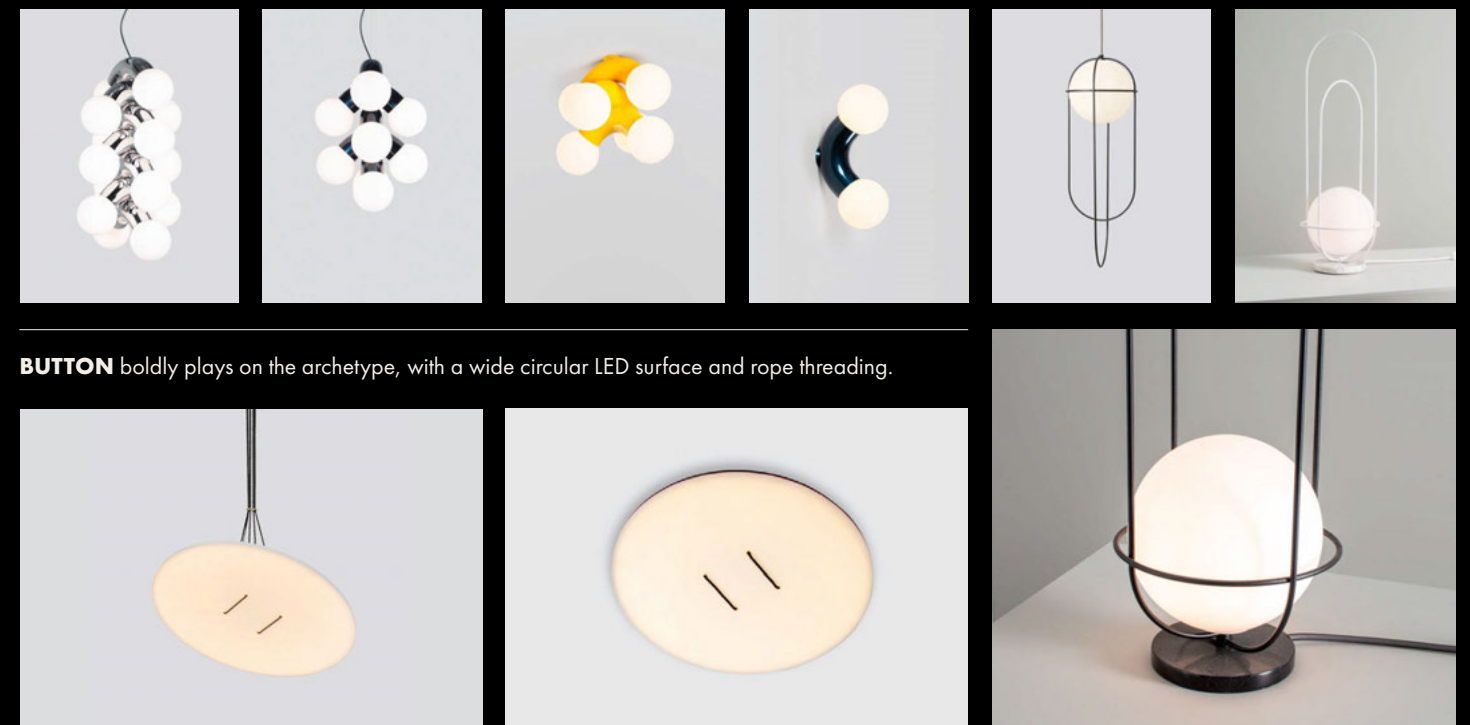 BUTTON boldly plays on the archetype, with a wide circular LED surface and rope threading.